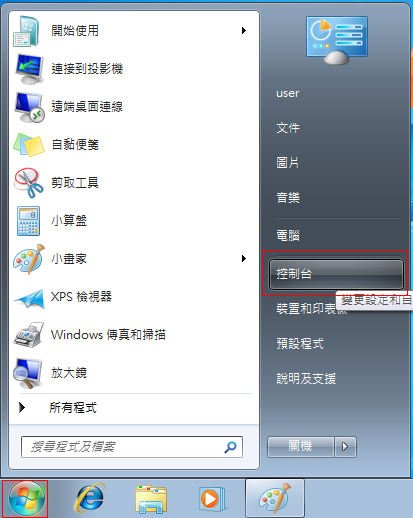 開始使用
連接到投影機
遠端桌面連線
自黏便箋
剪取工具
小算盤
小畫家
XPS 檢視器
Windows 傳真和掃描
放大鏡
所有程式
搜尋程式及檔案
user
文件
圖片
音樂
電腦
控制台
變更設定和自
裝置和印表機
預設程式
說明及支援
關機